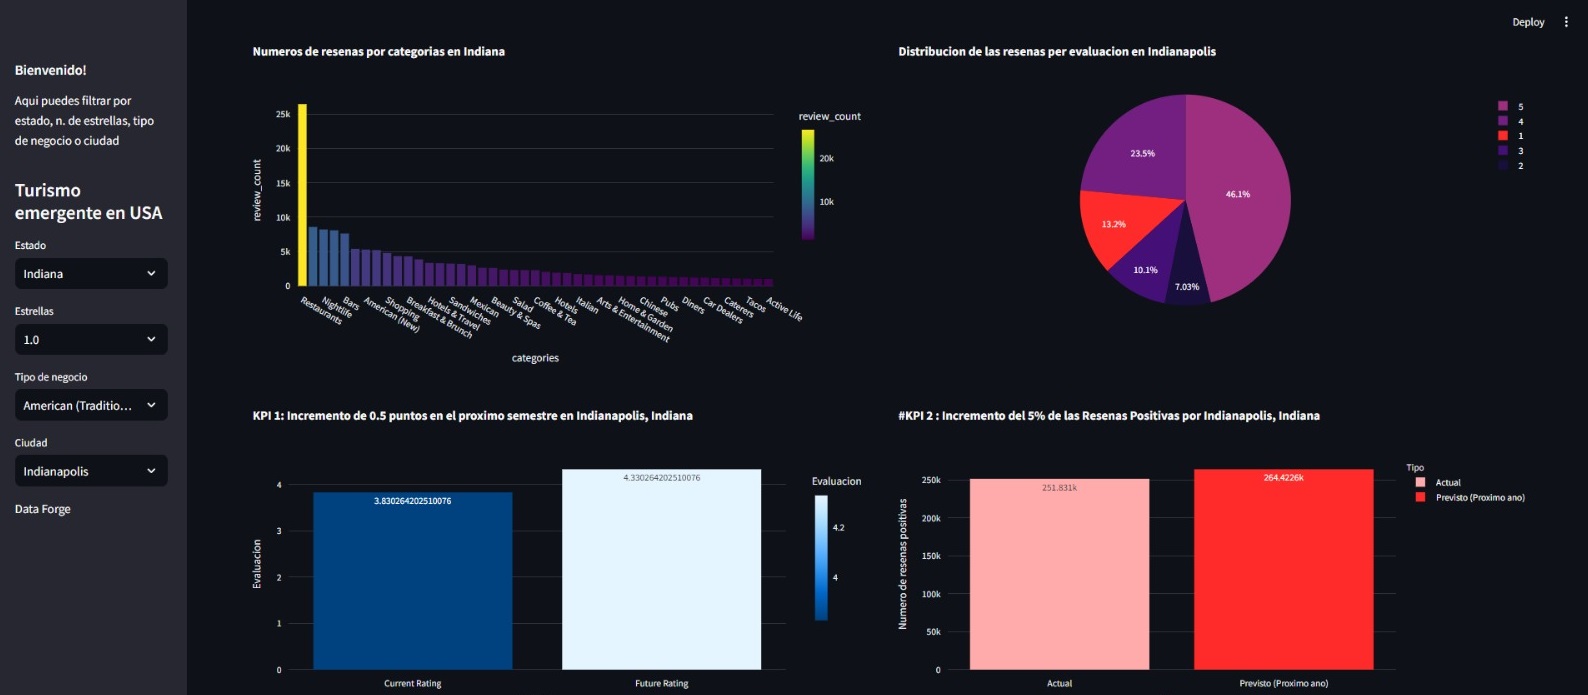 Deploy
Bienvenido!
Aqui puedes filtrar por
estado, n. de estrellas, tipo
de negocio o ciudad
Turismo
emergente en USA
Estado
Indiana
Estrellas
1.0
Tipo de negocio
American (Traditio...
Ciudad
Indianapolis
Data Forge
Numeros de resenas por categorias en Indiana
review_count
25k
20k
15k
10k
5k
0
Restaurants
Nightlife
Bars
American (New)
Shopping
Breakfast & Brunch
Hotels & Travel
Sandwiches
Mexican
Beauty & Spas
Salad
Coffee & Tea
Hotels
Italian
Arts & Entertainment
Home & Garden
Chinese
Pubs
Diners
Car Dealers
Caterers
Tacos
Active Life
categories
review_count
20k
10k
Distribucion de las resenas per evaluacion en Indianapolis
46.1%
23.5%
13.2%
10.1%
7.03%
5
4
1
3
2
KPI 1: Incremento de 0.5 puntos en el proximo semestre en Indianapolis, Indiana
Evaluacion
4
3
2
1
0
3.830264202510076
4.330264202510076
Current Rating
Future Rating
Evaluacion
4.2
4
#KPI 2 : Incremento del 5% de las Resenas Positivas por Indianapolis, Indiana
Numero de resenas positivas
250k
200k
150k
100k
50k
0
251.831k
264.4226k
Actual
Previsto (Proximo ano)
Tipo
Actual
Previsto (Proximo ano)